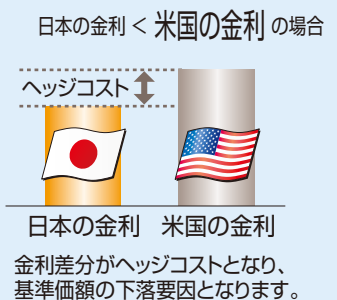 日本の金利 < 米国の金利 の場合
ヘッジコスト
日本の金利 米国の金利
金利差分がヘッジコストとなり、
基準価額の下落要因となります。